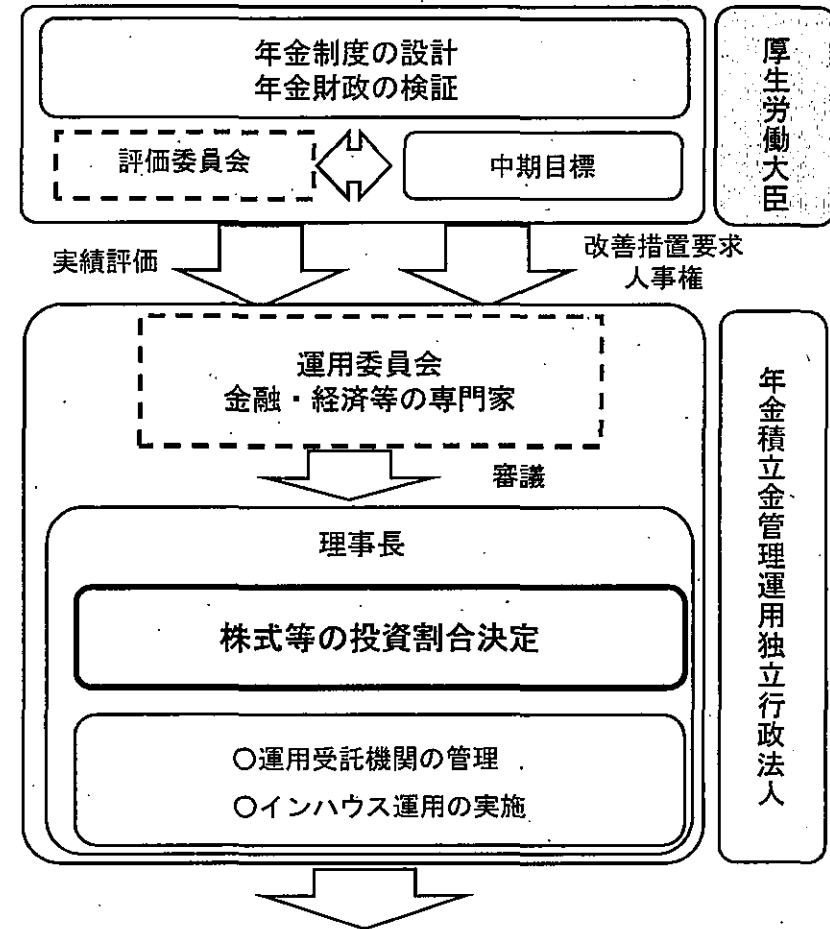 年金制度の設計
年金財政の検証
厚生労働大臣
評価委員会
中期目標
実績評価
改善措置要求
人事権
運用委員会
金融・経済等の専門家
年金積立金管理運用独立行政法人
審議
理事長
株式等の投資割合決定
○運用受託機関の管理
○インハウス運用の実施